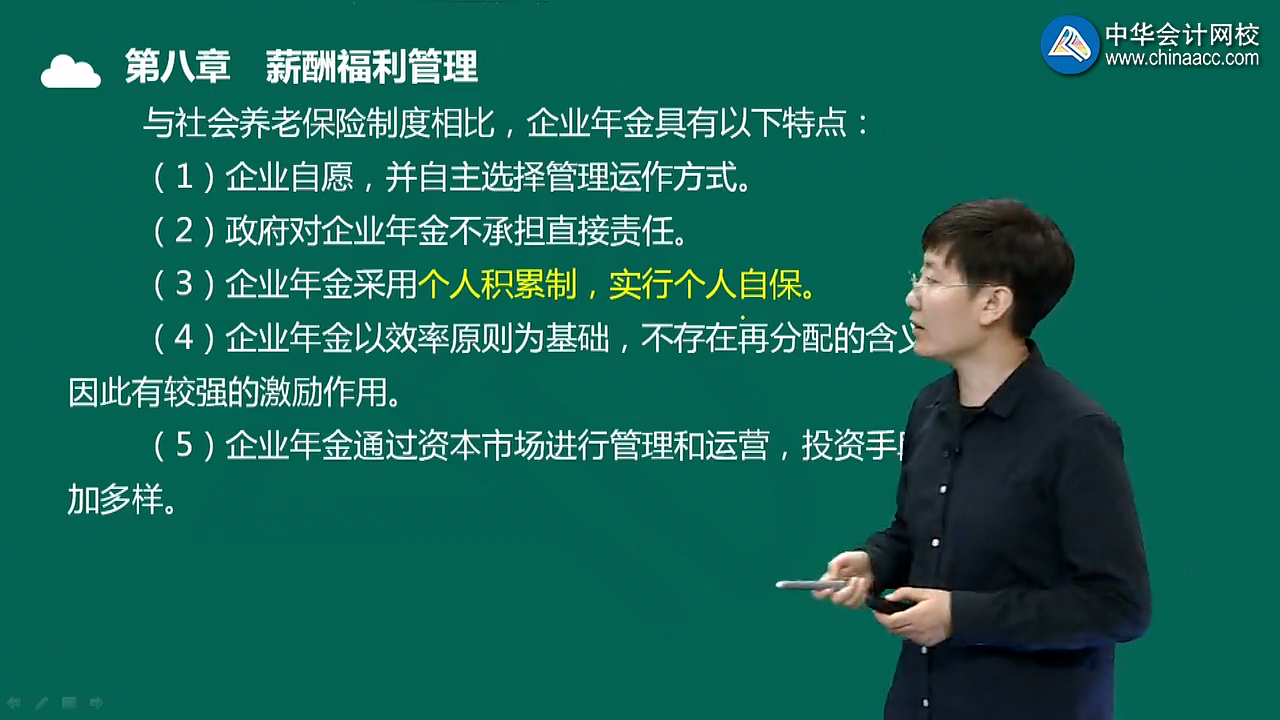 中华会计网校
www.chinaacc.com
第八章 薪酬福利管理
与社会养老保险制度相比，企业年金具有以下特点：
（1）企业自愿，并自主选择管理运作方式。
（2）政府对企业年金不承担直接责任。
（3）企业年金采用个人积累制，实行个人自保。
（4）企业年金以效率原则为基础，不存在再分配的含
因此有较强的激励作用。
（5）企业年金通过资本市场进行管理和运营，投资手
加多样。